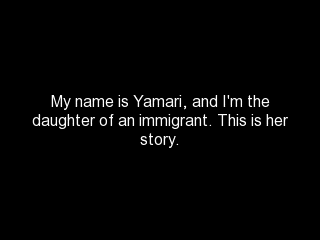 My name is Yamari, and I'm the
daughter of an immigrant. This is her
story.